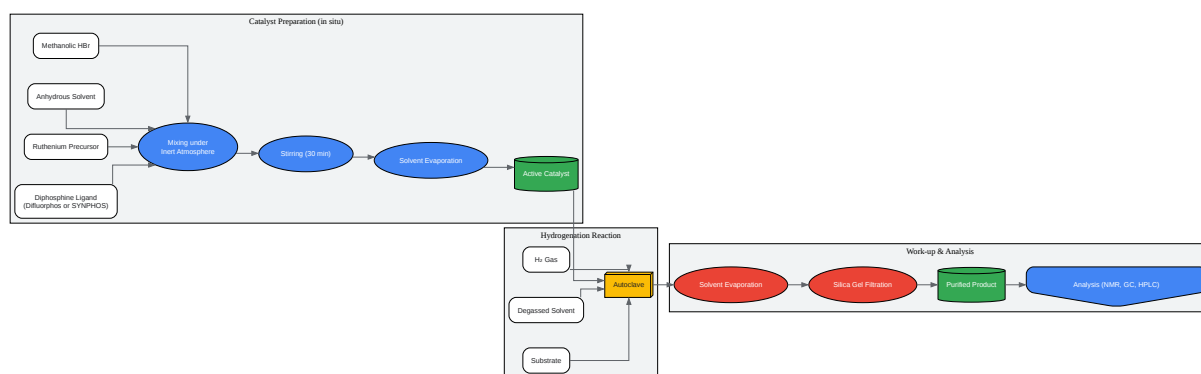 Catalyst Preparation (in situ)
Methanolic HBr
Anhydrous Solvent
Ruthenium Precursor
Diphosphine Ligand
(Difluorphos or SYNPHOS)
Mixing under
Inert Atmosphere
Stirring (30 min)
Solvent Evaporation
Active Catalyst
Hydrogenation Reaction
H₂ Gas
Degassed Solvent
Substrate
Autoclave
Work-up & Analysis
Solvent Evaporation
Silica Gel Filtration
Purified Product
Analysis (NMR, GC, HPLC)